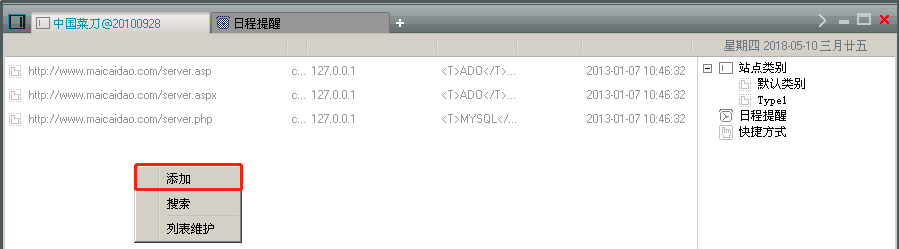 中国菜刀@20100928
日程提醒
+
星期四 2018-05-10 三月廿五
http://www.maicaidao.com/server.asp c... 127.0.0.1 <T>ADO</T>... 2013-01-07 10:46:32
http://www.maicaidao.com/server.aspx c... 127.0.0.1 <T>ADO</T>... 2013-01-07 10:46:32
http://www.maicaidao.com/server.php c... 127.0.0.1 <T>MYSQL</... 2013-01-07 10:46:32
站点类别
默认类别
Type1
日程提醒
快捷方式
添加
搜索
列表维护